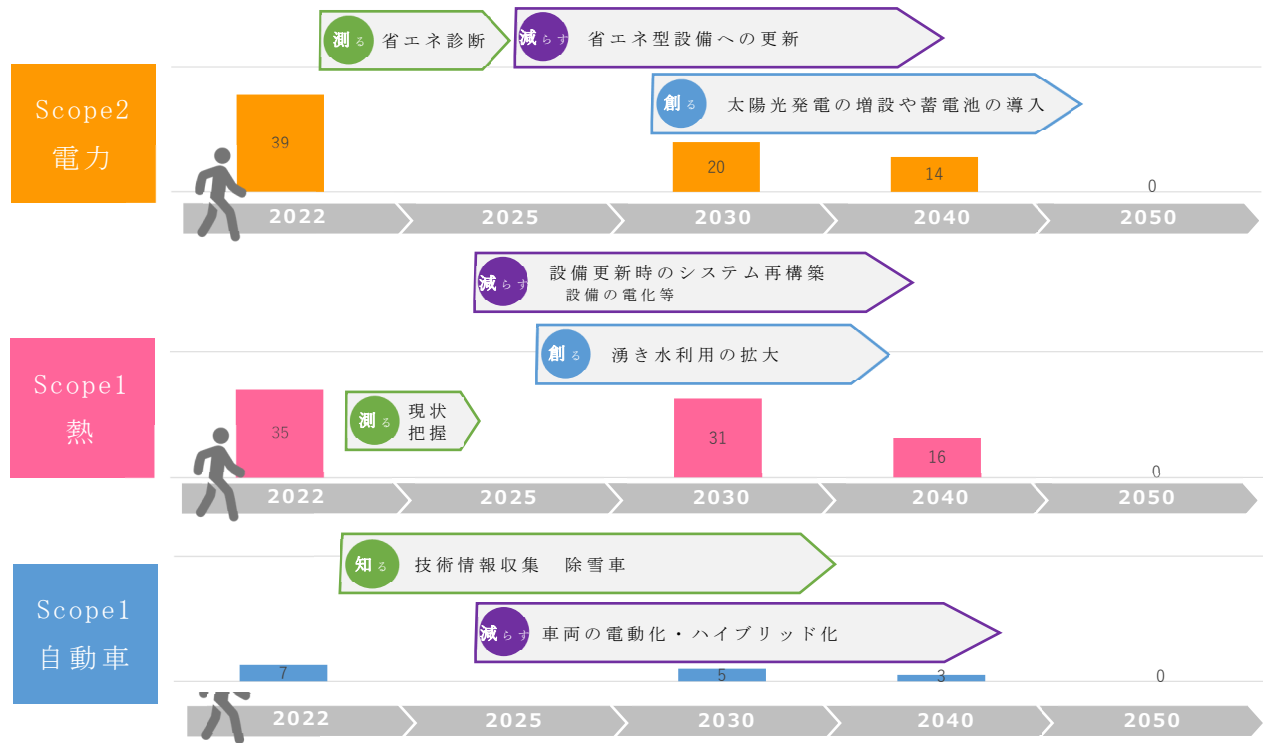 測る 省エネ診断
減らす 省エネ型設備への更新
創る 太陽光発電の増設や蓄電池の導入
Scope2
電力
39
20
14
0
2022 2025 2030 2040 2050
減らす 設備更新時のシステム再構築
設備の電化等
創る 湧き水利用の拡大
Scope1
熱
測る 現状
把握
35
31
16
0
2022 2025 2030 2040 2050
知る 技術情報収集 除雪車
減らす 車両の電動化・ハイブリッド化
Scope1
自動車
7
5
3
0
2022 2025 2030 2040 2050